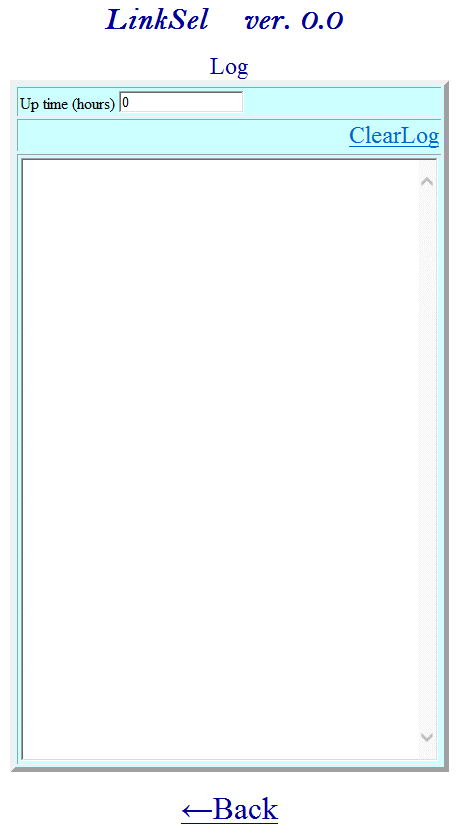 LinkSel ver. 0.0
Log
Up time (hours) 0
ClearLog
←Back